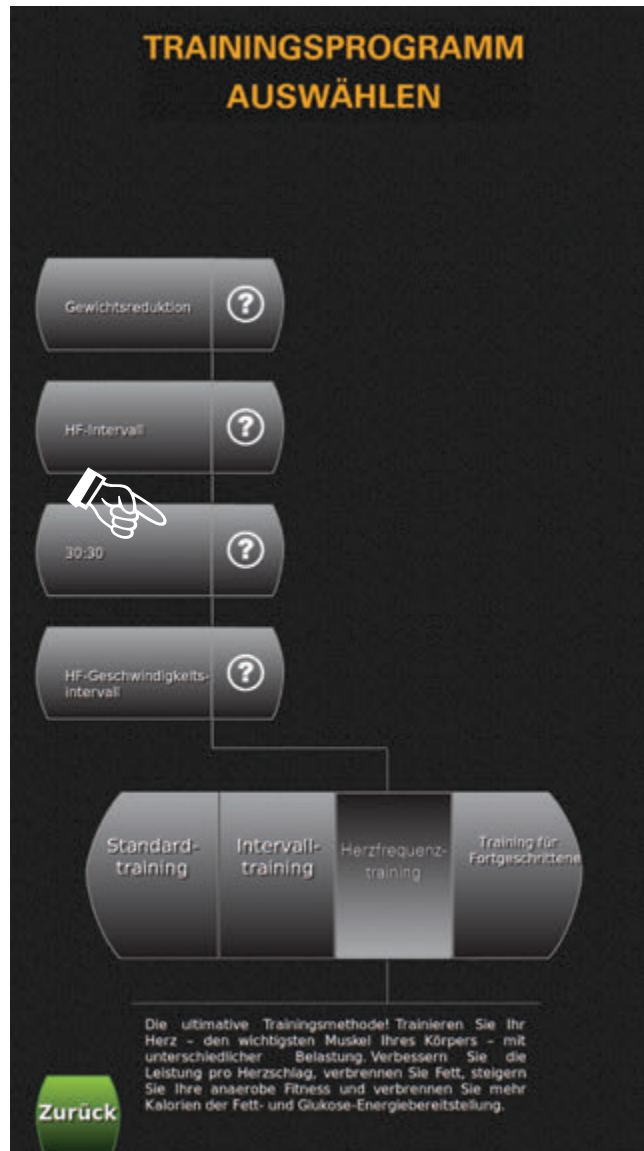 TRAININGSPROGRAMM
AUSWÄHLEN
Gewichtsreduktion
?
HF-Intervall
?
30:30
?
HF-Geschwindigkeits-
intervall
?
Standard-
training
Intervall-
training
Herzfrequenz-
training
Training für
Fortgeschrittene
Die ultimative Trainingsmethode! Trainieren Sie Ihr
Herz – den wichtigsten Muskel Ihres Körpers – mit
unterschiedlicher Belastung. Verbessern Sie die
Leistung pro Herzschlag, verbrennen Sie Fett, steigern
Sie Ihre anaerobe Fitness und verbrennen Sie mehr
Kalorien der Fett- und Glukose-Energiebereitstellung.
Zurück